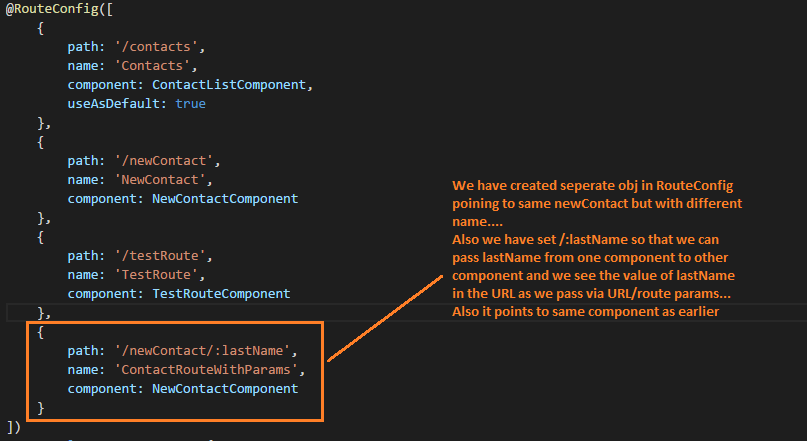 @RouteConfig([
    {
        path: '/contacts',
        name: 'Contacts',
        component: ContactListComponent,
        useAsDefault: true
    },
    {
        path: '/newContact',
        name: 'NewContact',
        component: NewContactComponent
    },
    {
        path: '/testRoute',
        name: 'TestRoute',
        component: TestRouteComponent
    },
    {
        path: '/newContact/:lastName',
        name: 'ContactRouteWithParams',
        component: NewContactComponent
    }
])
We have created seperate obj in RouteConfig
poining to same newContact but with different
name....
Also we have set /:lastName so that we can
pass lastName from one component to other
component and we see the value of lastName
in the URL as we pass via URL/route params...
Also it points to same component as earlier